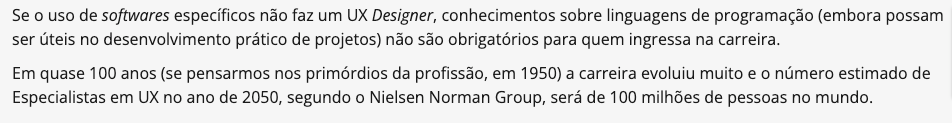 Se o uso de softwares específicos não faz um UX Designer, conhecimentos sobre linguagens de programação (embora possam
ser úteis no desenvolvimento prático de projetos) não são obrigatórios para quem ingressa na carreira.
Em quase 100 anos (se pensarmos nos primórdios da profissão, em 1950) a carreira evoluiu muito e o número estimado de
Especialistas em UX no ano de 2050, segundo o Nielsen Norman Group, será de 100 milhões de pessoas no mundo.